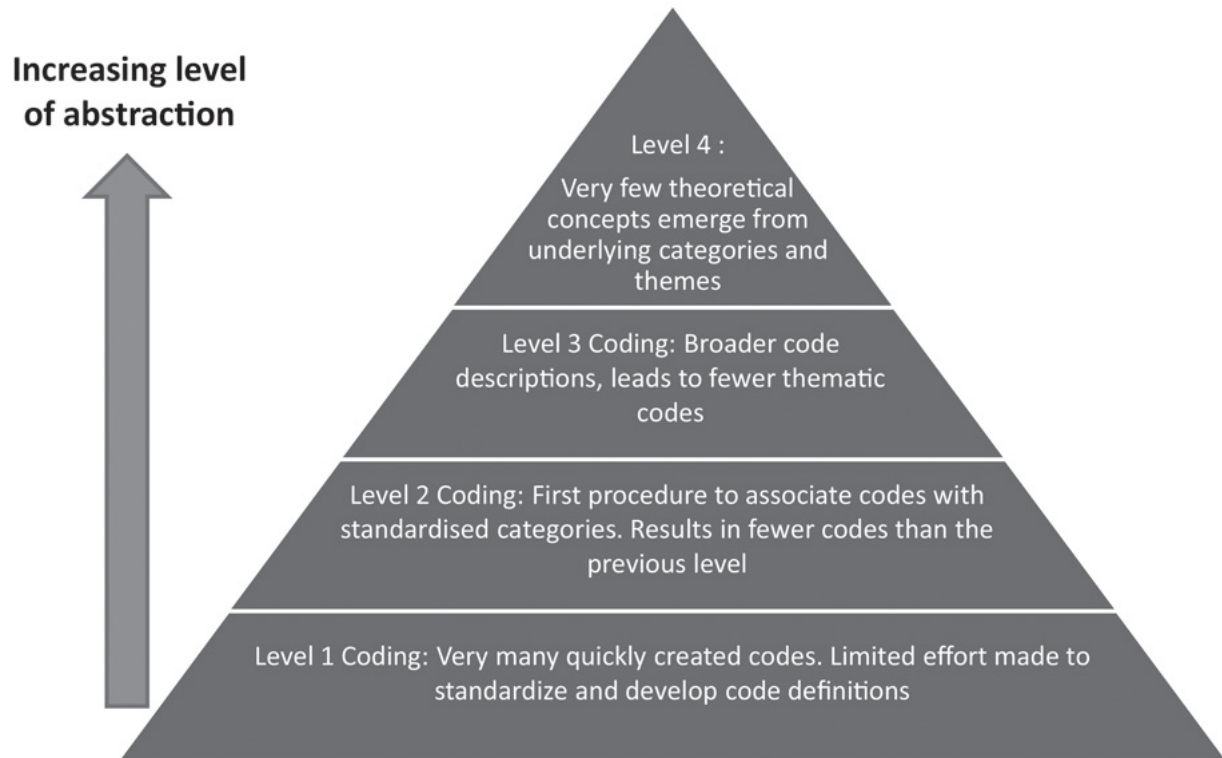 Increasing level
of abstraction
Level 4 :
Very few theoretical
concepts emerge from
underlying categories and
themes
Level 3 Coding: Broader code
descriptions, leads to fewer thematic
codes
Level 2 Coding: First procedure to associate codes with
standardised categories. Results in fewer codes than the
previous level
Level 1 Coding: Very many quickly created codes. Limited effort made to
standardize and develop code definitions